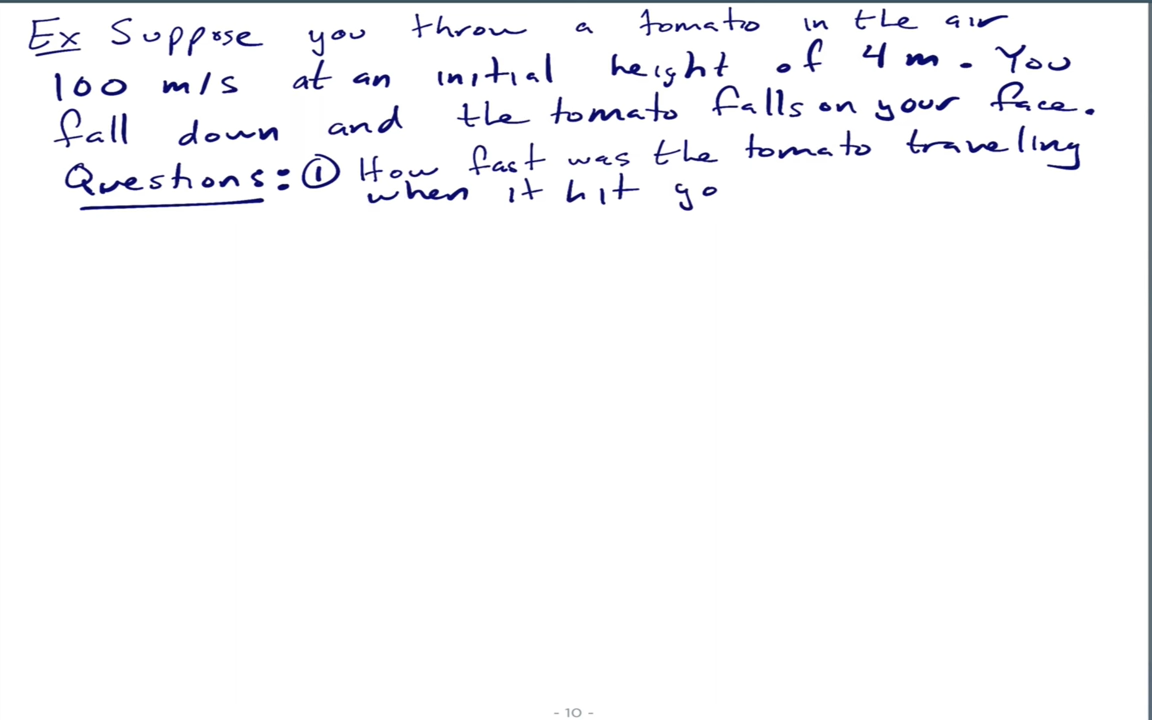 Ex Suppose you throw a tomato in the air
100 m/s at an initial height of 4 m. You
fall down and the tomato falls on your face.
Questions: ① How fast was the tomato traveling
when it hit yo
- 10 -